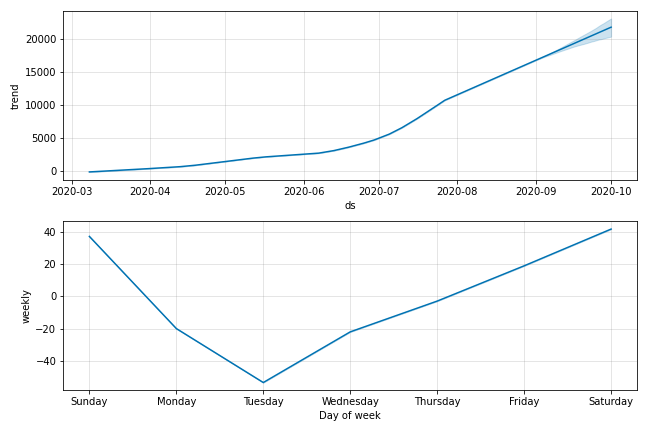 20000
15000
10000
5000
0
trend
2020-03 2020-04 2020-05 2020-06 2020-07 2020-08 2020-09 2020-10
ds
40
20
0
−20
−40
weekly
Sunday Monday Tuesday Wednesday Thursday Friday Saturday
Day of week